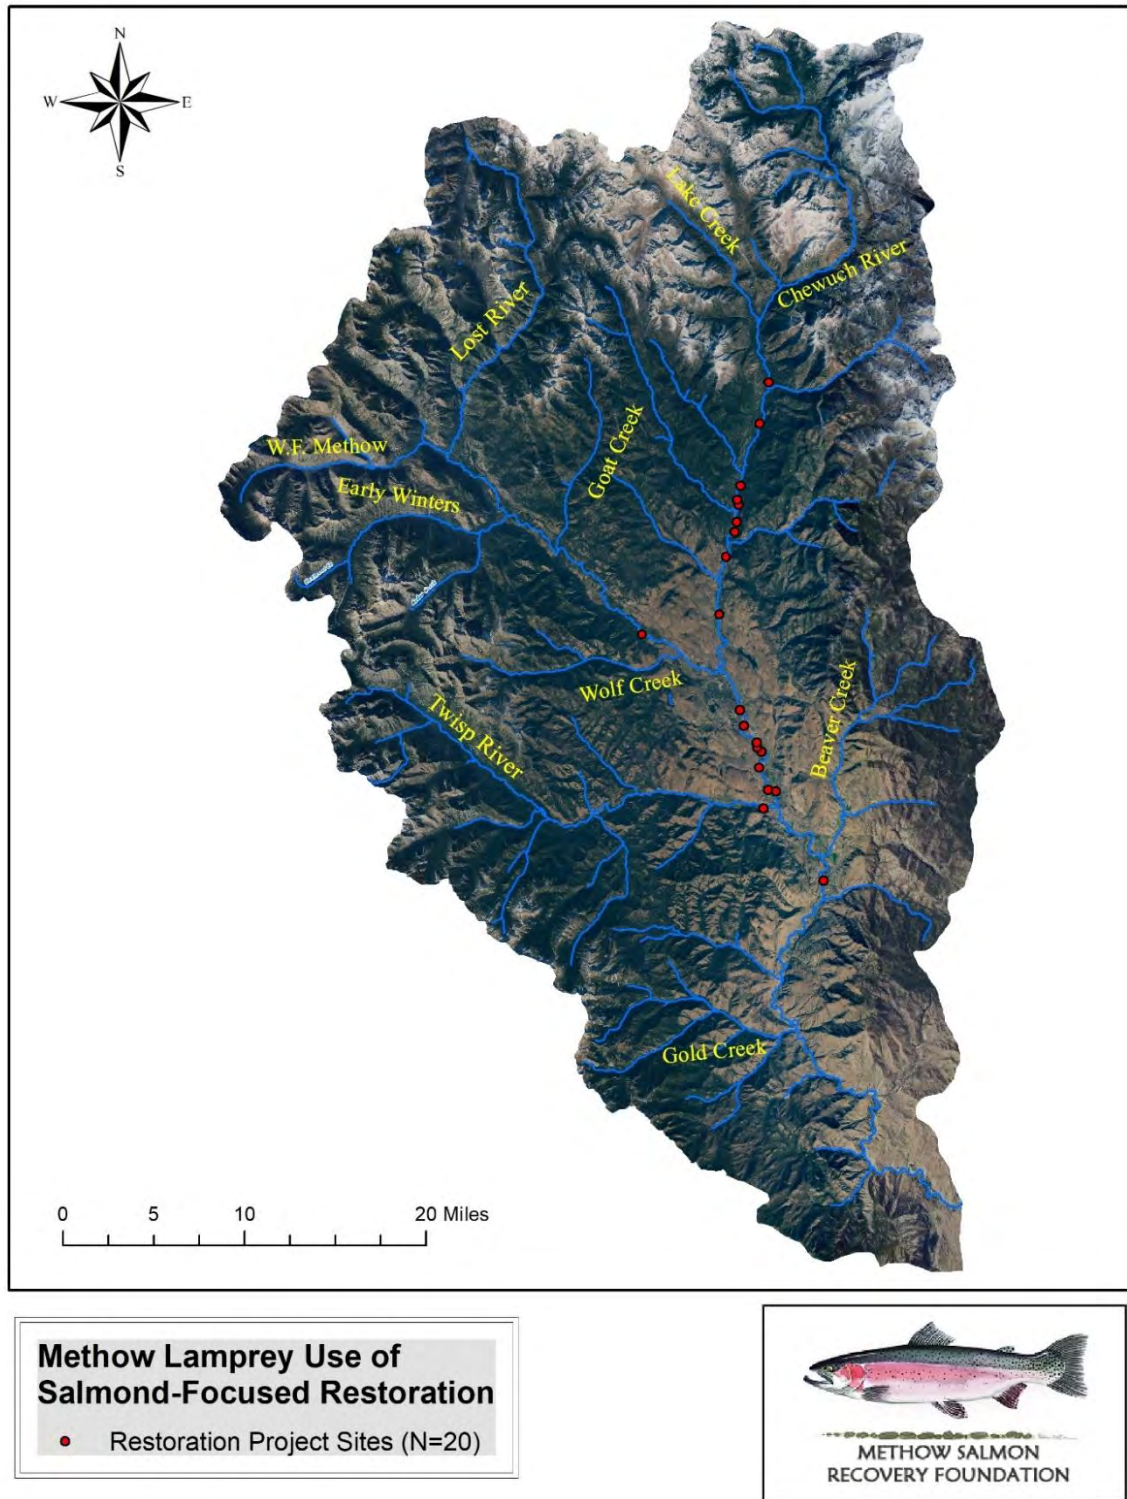 N
W
E
S
Lake Creek
Chewuch River
Lost River
Goat Creek
W.F. Methow
Early Winters
Wolf Creek
Beaver Creek
Twisp River
Gold Creek
0 5 10 20 Miles
Methow Lamprey Use of
Salmond-Focused Restoration
Restoration Project Sites (N=20)
METHOW SALMON
RECOVERY FOUNDATION